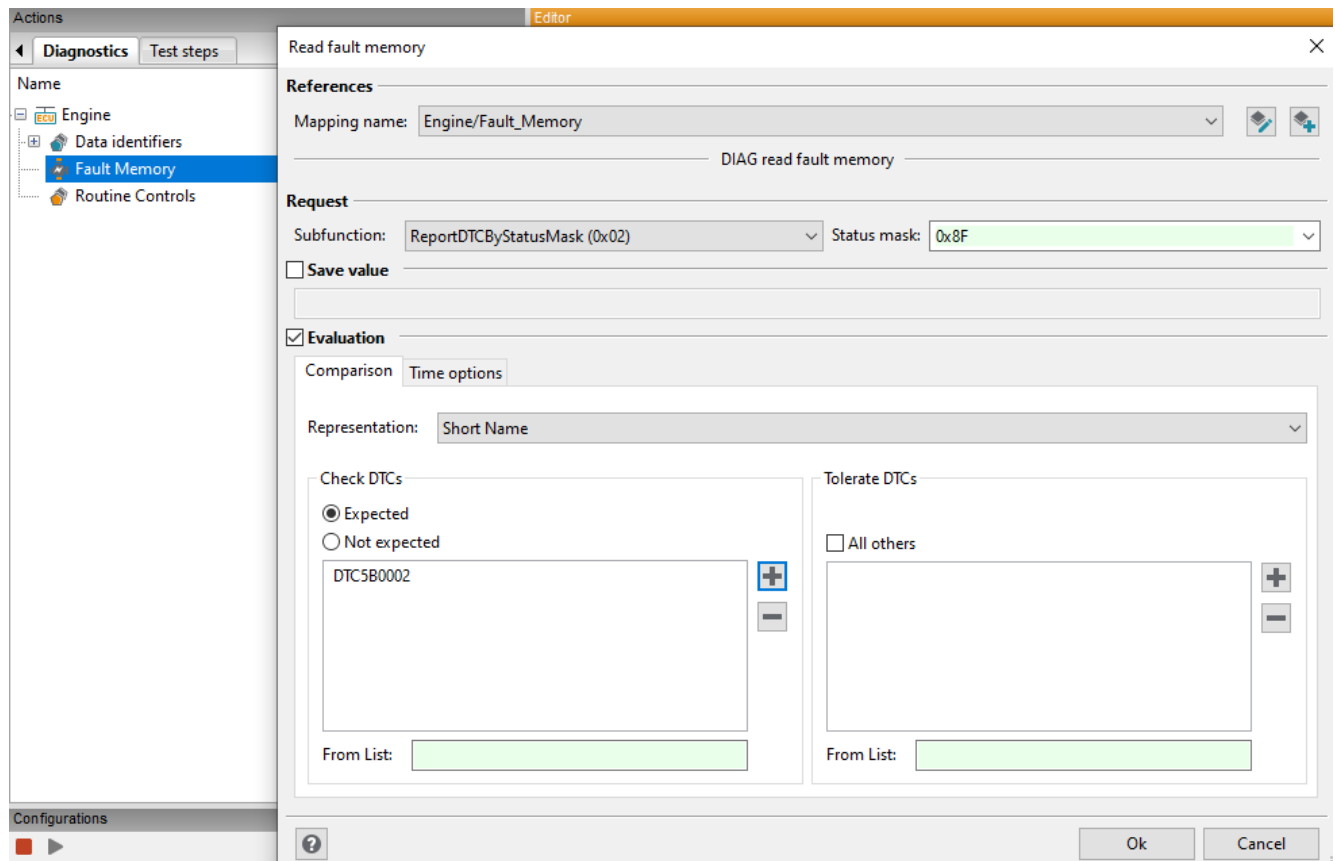 Actions
Editor
Diagnostics Test steps
Name
ECU Engine
Data identifiers
Fault Memory
Routine Controls
Configurations
Read fault memory
References
Mapping name: Engine/Fault_Memory
DIAG read fault memory
Request
Subfunction: ReportDTCByStatusMask (0x02) Status mask: 0x8F
Save value
Evaluation
Comparison Time options
Representation: Short Name
Check DTCs
Expected
Not expected
DTC5B0002
From List:
Tolerate DTCs
All others
From List:
?
Ok Cancel